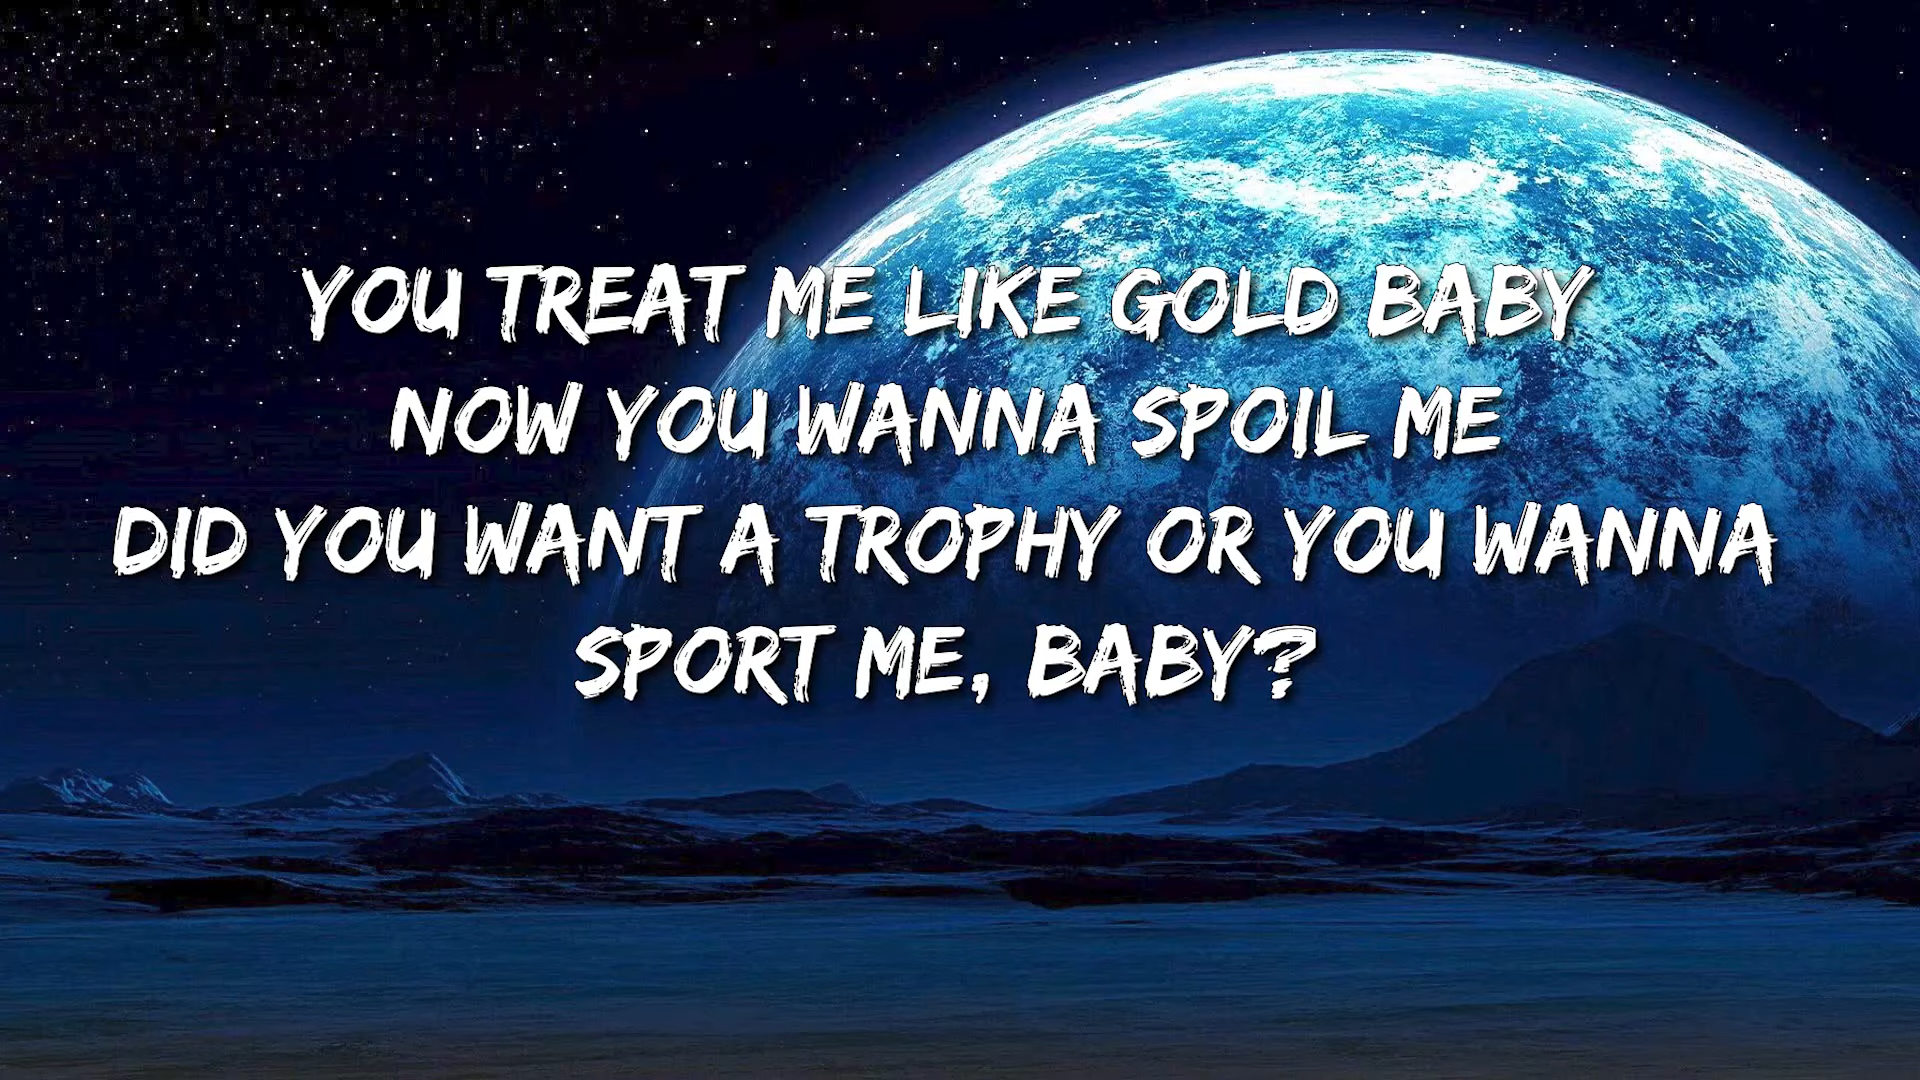 YOU TREAT ME LIKE GOLD BABY
NOW YOU WANNA SPOIL ME
DID YOU WANT A TROPHY OR YOU WANNA
SPORT ME, BABY?